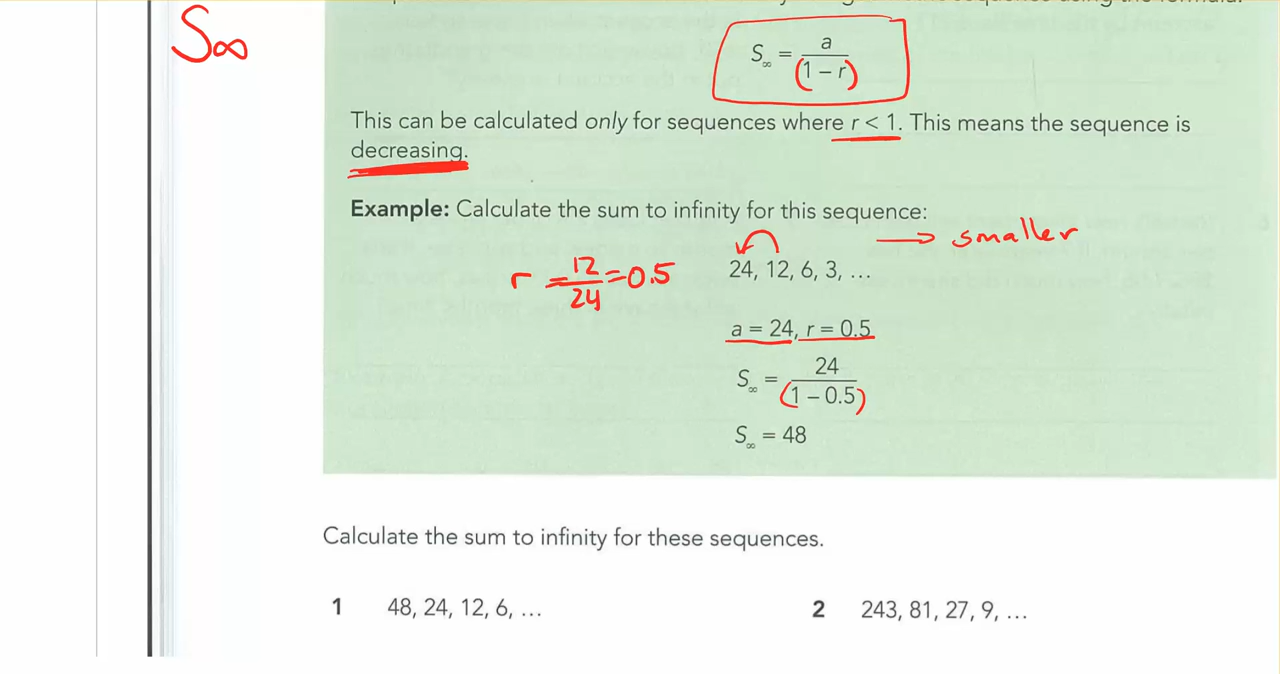 S∞
S∞ = a / (1 – r)
This can be calculated only for sequences where r < 1. This means the sequence is
decreasing.
Example: Calculate the sum to infinity for this sequence:
→ smaller
r = 12/24 = 0.5
24, 12, 6, 3, …
a = 24, r = 0.5
S∞ = 24 / (1 – 0.5)
S∞ = 48
Calculate the sum to infinity for these sequences.
1 48, 24, 12, 6, …
2 243, 81, 27, 9, …